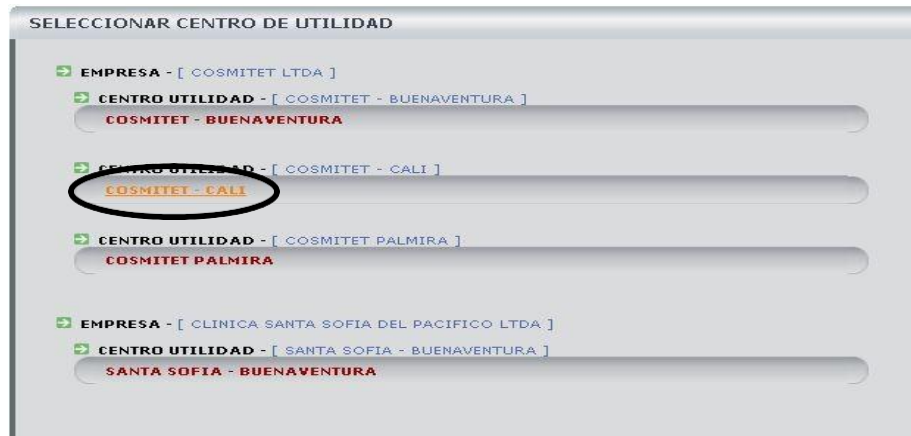 SELECCIONAR CENTRO DE UTILIDAD
EMPRESA - [ COSMITET LTDA ]
CENTRO UTILIDAD - [ COSMITET - BUENAVENTURA ]
COSMITET - BUENAVENTURA
CENTRO UTILIDAD - [ COSMITET - CALI ]
COSMITET - CALI
CENTRO UTILIDAD - [ COSMITET PALMIRA ]
COSMITET PALMIRA
EMPRESA - [ CLINICA SANTA SOFIA DEL PACIFICO LTDA ]
CENTRO UTILIDAD - [ SANTA SOFIA - BUENAVENTURA ]
SANTA SOFIA - BUENAVENTURA